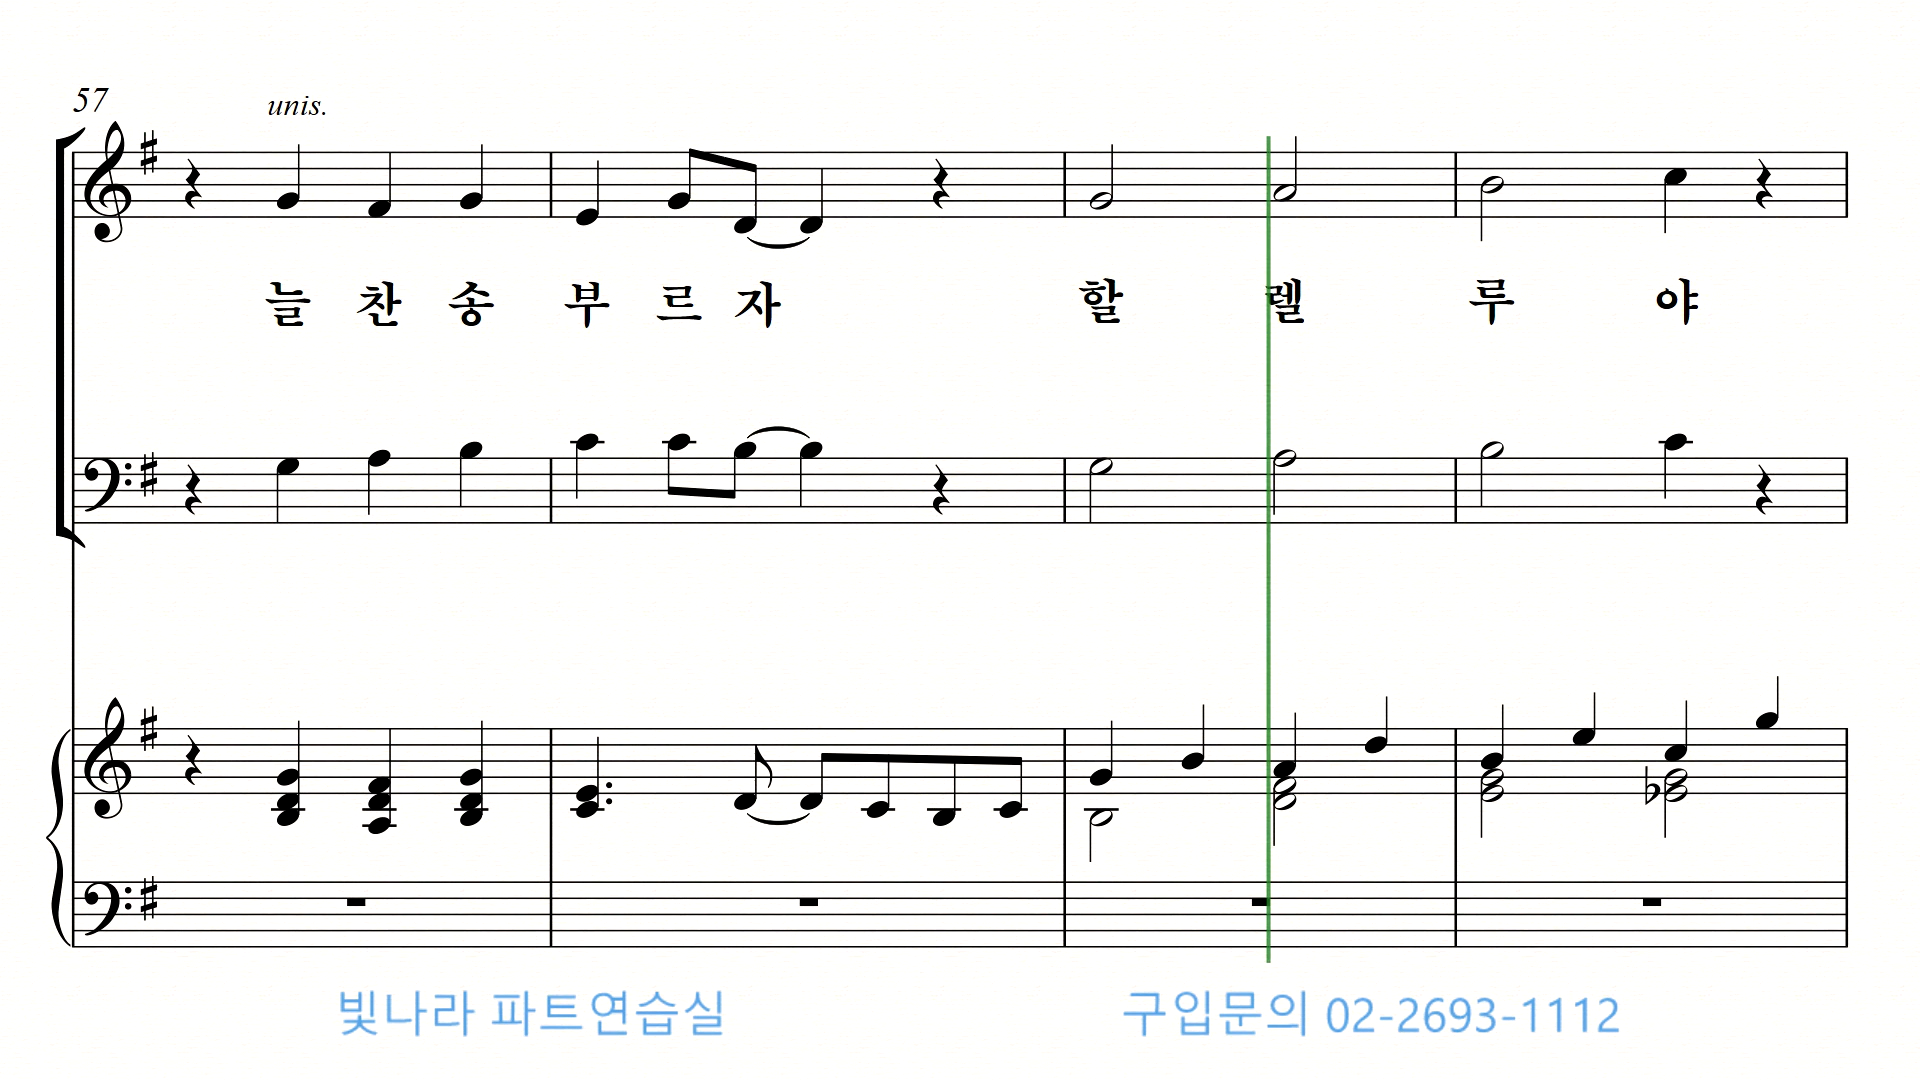 57
unis.
늘 찬 송 부 르 자 할 렐 루 야
빛나라 파트연습실 구입문의 02-2693-1112